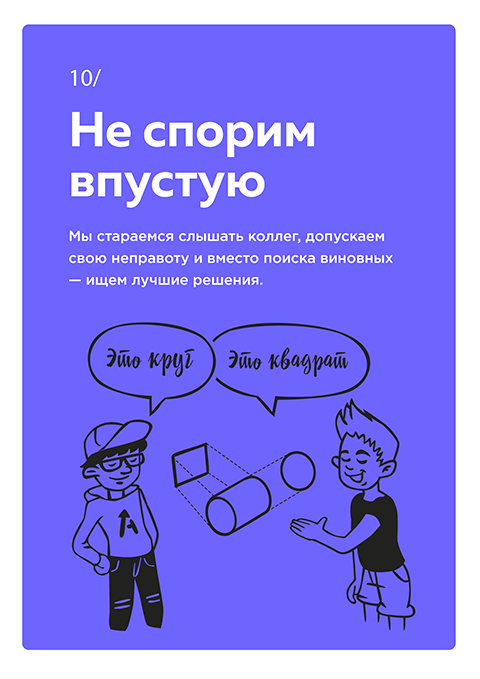 10/
Не спорим
впустую
Мы стараемся слышать коллег, допускаем
свою неправоту и вместо поиска виновных
— ищем лучшие решения.
Это круг
Это квадрат
А